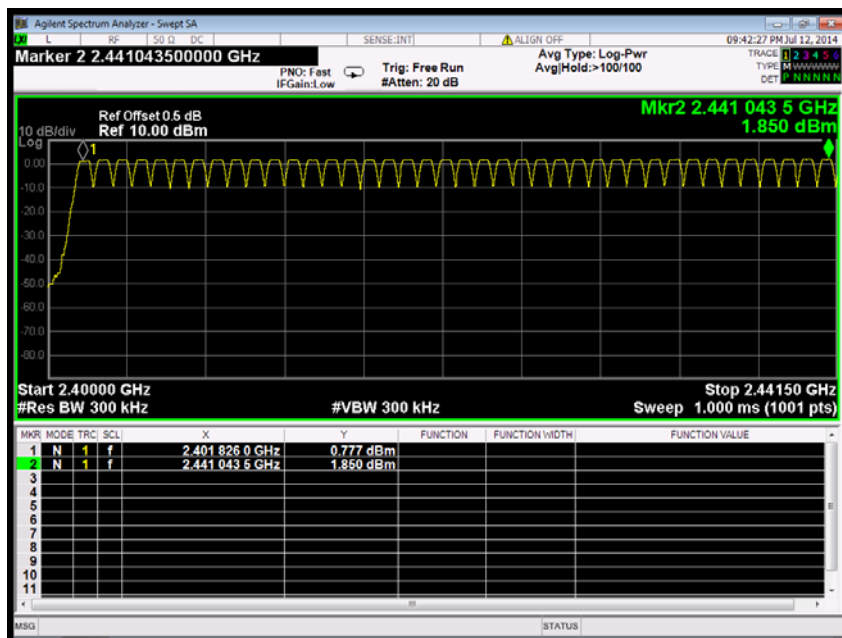 Agilent Spectrum Analyzer - Swept SA
LXI L RF 50 Ω DC SENSE:INT ALIGN OFF 09:42:27 PM Jul 12, 2014
Marker 2 2.441043500000 GHz
PNO: Fast
IFGain:Low
Trig: Free Run
#Atten: 20 dB
Avg Type: Log-Pwr
Avg|Hold:>100/100
TRACE 1 2 3 4 5 6
TYPE M WWWWW
DET P N N N N N
Mkr2 2.441 043 5 GHz
1.850 dBm
Ref Offset 0.5 dB
10 dB/div Ref 10.00 dBm
Log
1
0.00
-10.0
-20.0
-30.0
-40.0
-50.0
-60.0
-70.0
-80.0
Start 2.40000 GHz Stop 2.44150 GHz
#Res BW 300 kHz #VBW 300 kHz Sweep 1.000 ms (1001 pts)
MKR MODE TRC SCL X Y FUNCTION FUNCTION WIDTH FUNCTION VALUE
1 N 1 f 2.401 826 0 GHz 0.777 dBm
2 N 1 f 2.441 043 5 GHz 1.850 dBm
3
4
5
6
7
8
9
10
11
MSG STATUS